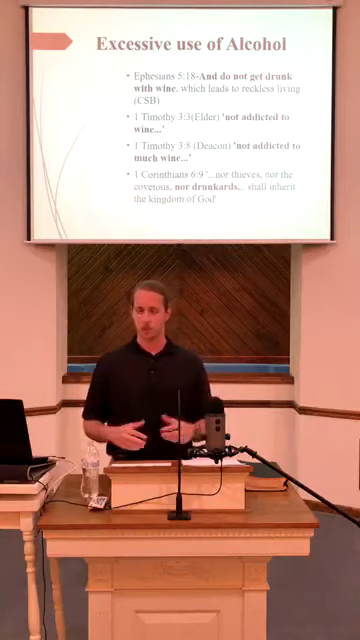 Excessive use of Alcohol
• Ephesians 5:18-And do not get drunk
with wine, which leads to reckless living
(CSB)
• 1 Timothy 3:3(Elder) 'not addicted to
wine...'
• 1 Timothy 3:8 (Deacon) 'not addicted to
much wine...'
• 1 Corinthians 6:9 '...nor thieves, nor the
covetous, nor drunkards... shall inherit
the kingdom of God'